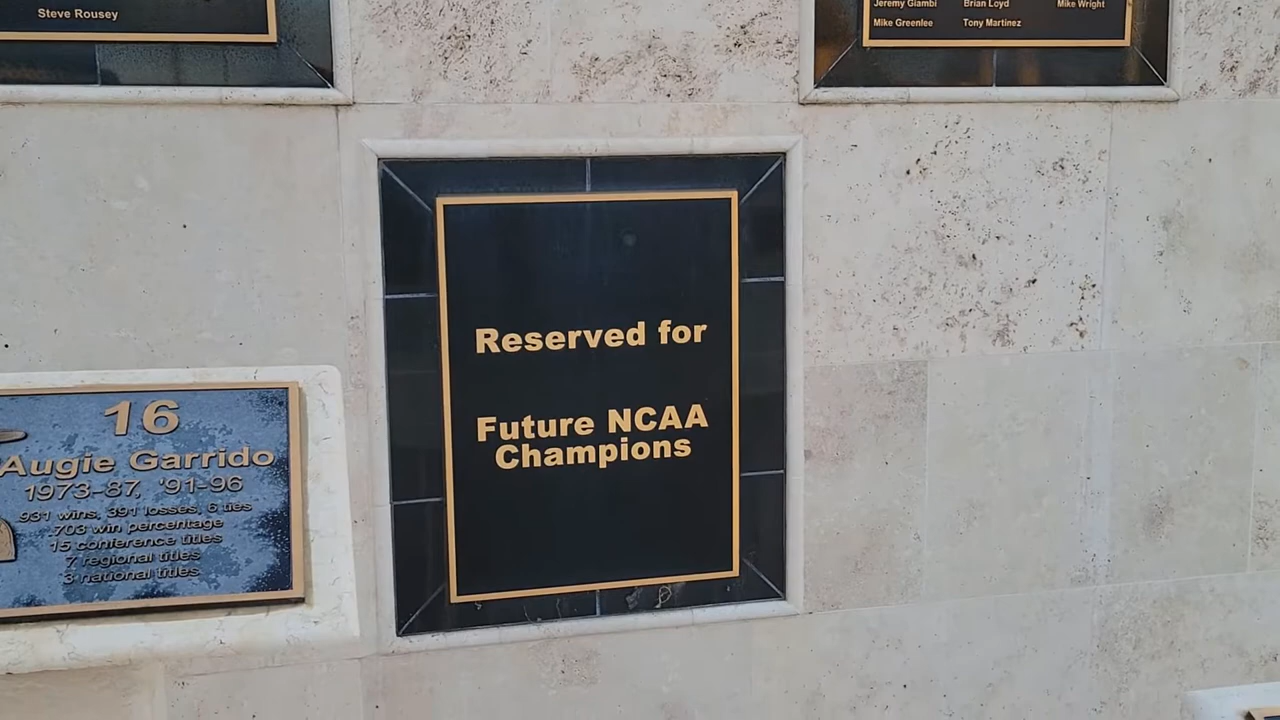 Steve Rousey
Jeremy Giambi Brian Loyd Mike Wright
Mike Greenlee Tony Martinez
Reserved for
Future NCAA
Champions
16
Augie Garrido
1973-87, '91-96
931 wins, 391 losses, 6 ties
.703 win percentage
15 conference titles
7 regional titles
3 national titles